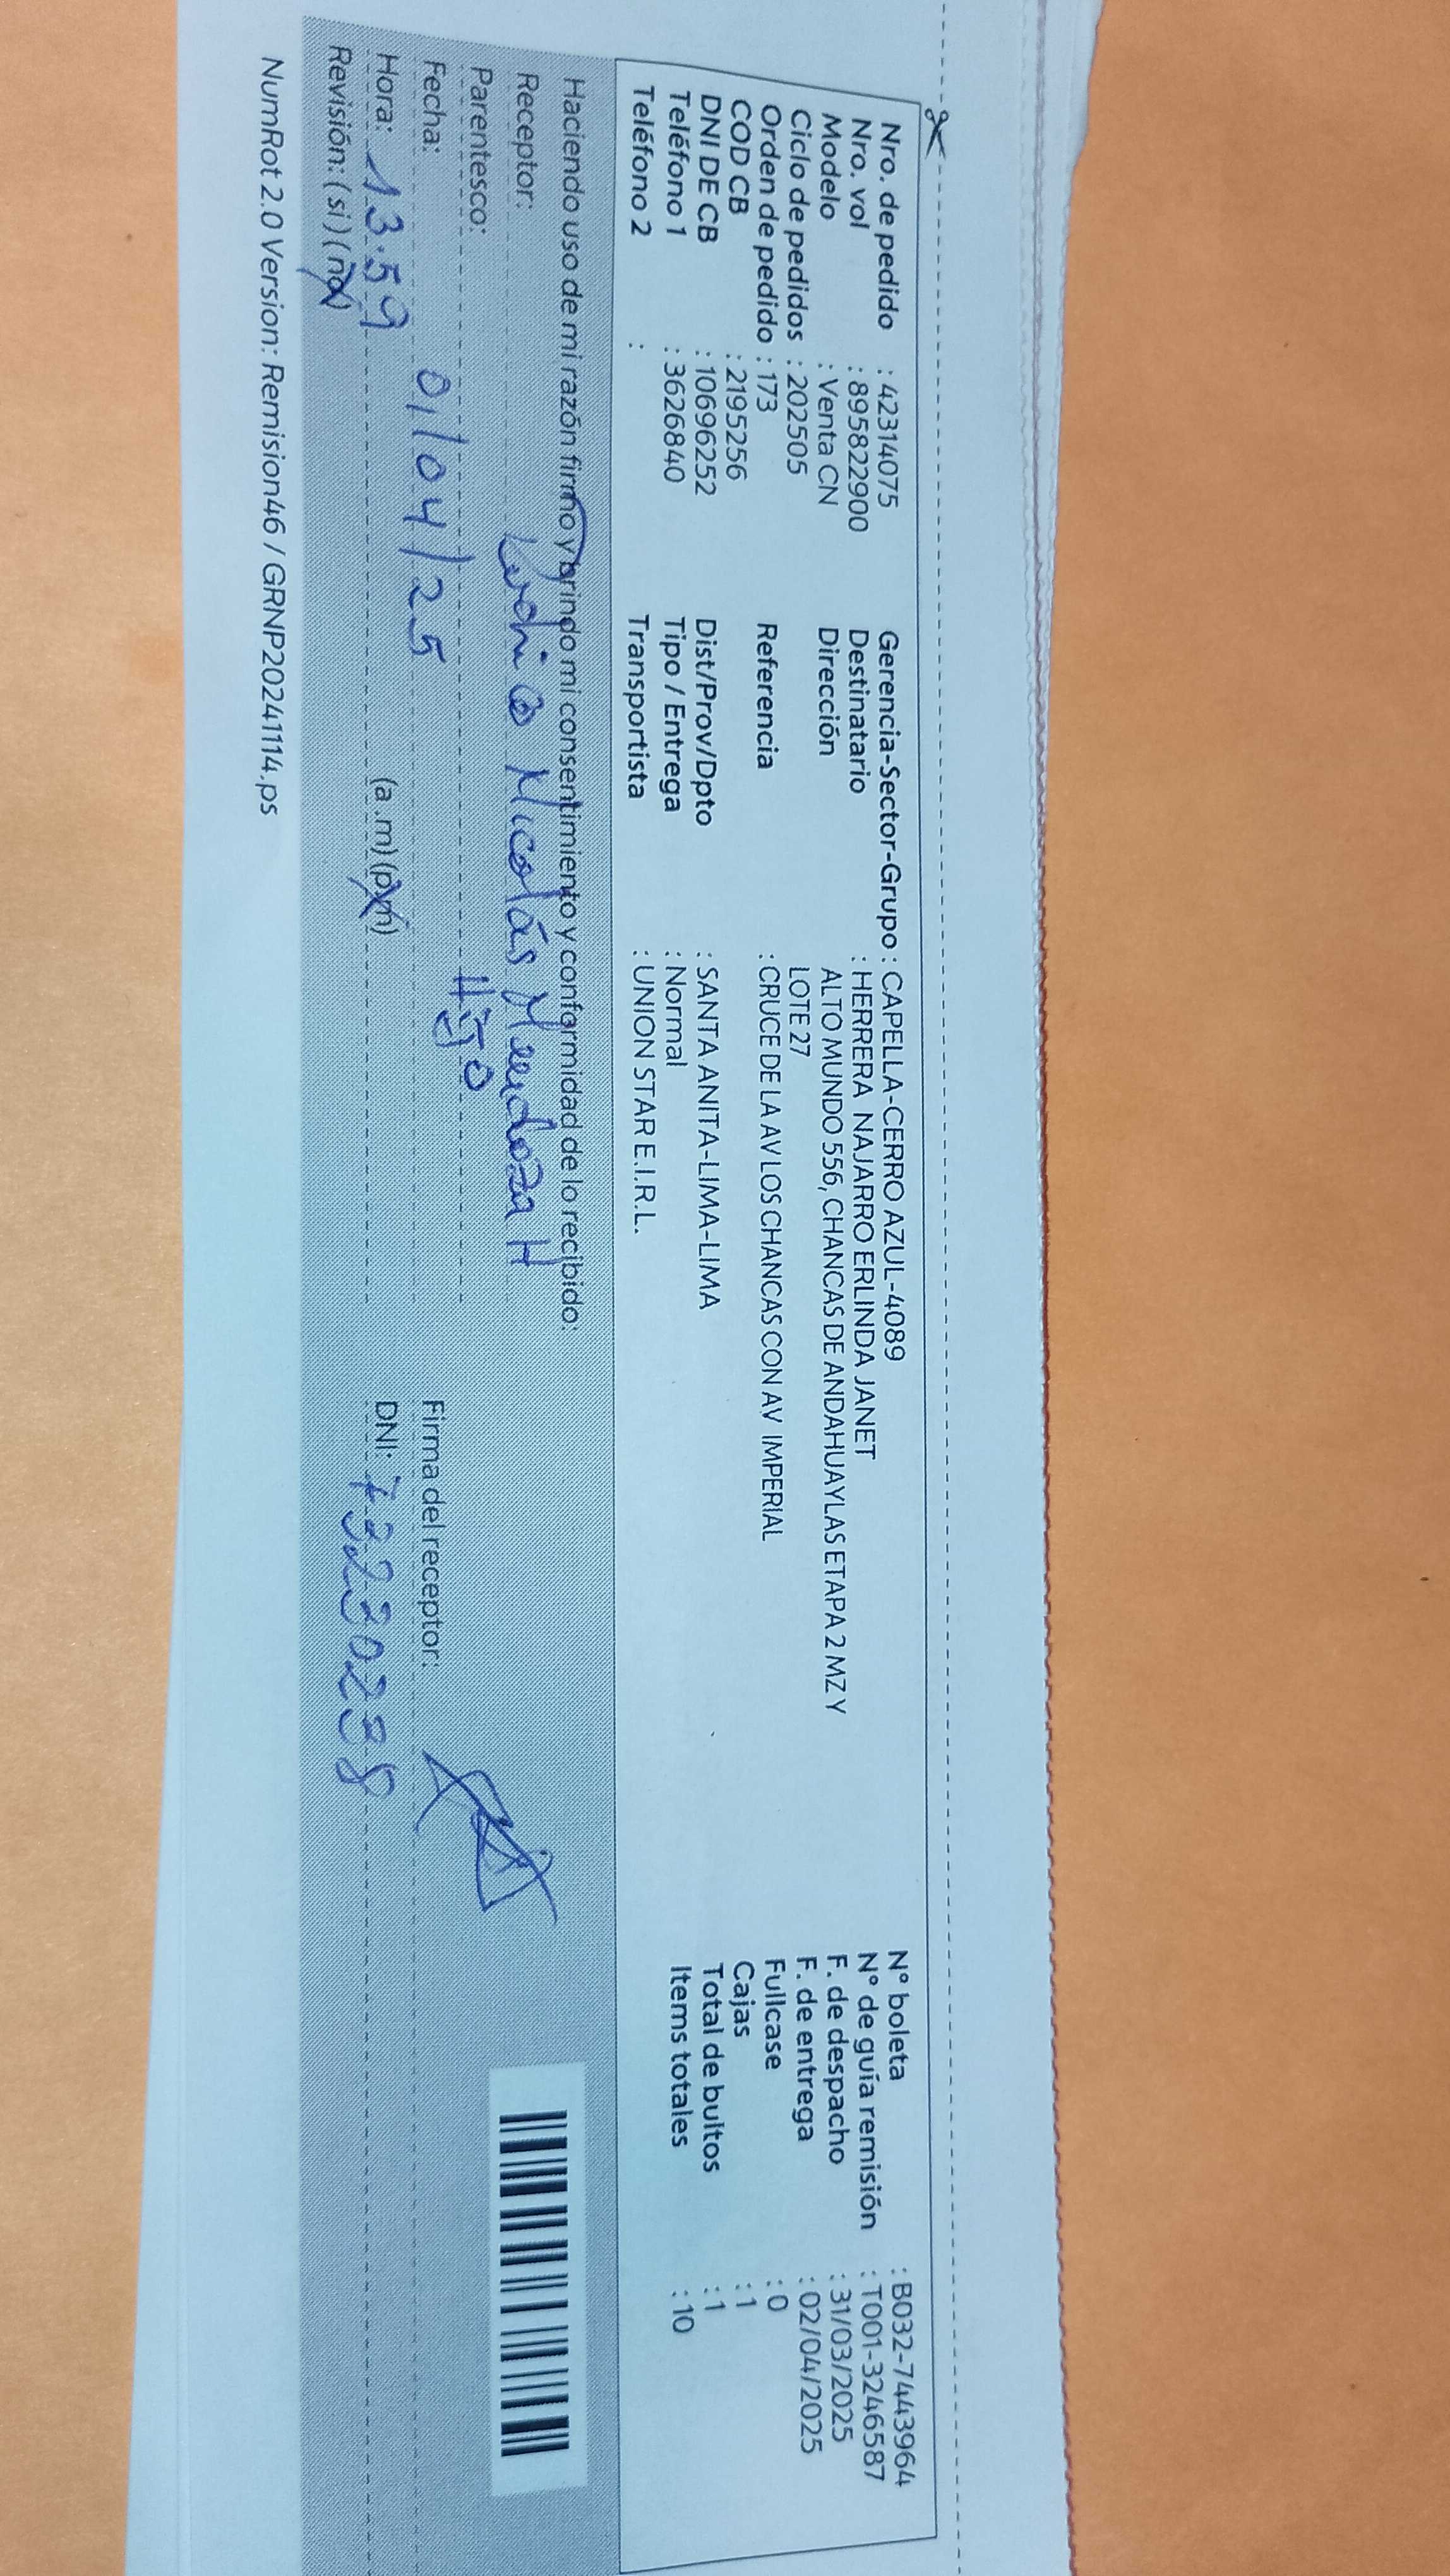 Nro. de pedido : 42314075 Gerencia-Sector-Grupo : CAPELLA-CERRO AZUL-4089 N° boleta : B032-7443964
Nro. vol : 895822900 Destinatario : HERRERA NAJARRO ERLINDA JANET N° de guía remisión : T001-3246587
Modelo : Venta CN Dirección ALTO MUNDO 556, CHANCAS DE ANDAHUAYLAS ETAPA 2 MZ Y F. de despacho : 31/03/2025
Ciclo de pedidos : 202505 LOTE 27 F. de entrega : 02/04/2025
Orden de pedido : 173 Referencia : CRUCE DE LA AV LOS CHANCAS CON AV IMPERIAL Fullcase : 0
COD CB : 2195256 Cajas : 1
DNI DE CB : 10696252 Dist/Prov/Dpto : SANTA ANITA-LIMA-LIMA Total de bultos : 1
Teléfono 1 : 3626840 Tipo / Entrega : Normal Items totales : 10
Teléfono 2 : Transportista : UNION STAR E.I.R.L.
Haciendo uso de mi razón firmo y brindo mi consentimiento y conformidad de lo recibido:
Receptor: Nicolás Mendoza H
Parentesco: Hijo
Fecha: 01/04/25 Firma del receptor:
Hora: 13:59 (a.m) (p.m) DNI: 73230238
Revisión: (si) (no)
NumRot 2.0 Version: Remision46 / GRNP20241114.ps